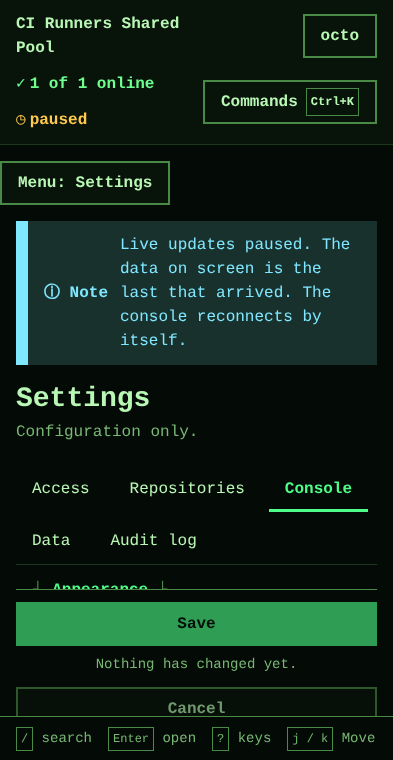 CI Runners Shared Pool
octo
✓ 1 of 1 online
Commands Ctrl+K
◷ paused
Menu: Settings
ⓘ Note
Live updates paused. The
data on screen is the
last that arrived. The
console reconnects by
itself.
Settings
Configuration only.
Access Repositories Console
Data Audit log
Appearance
Save
Nothing has changed yet.
Cancel
/ search Enter open ? keys j / k Move